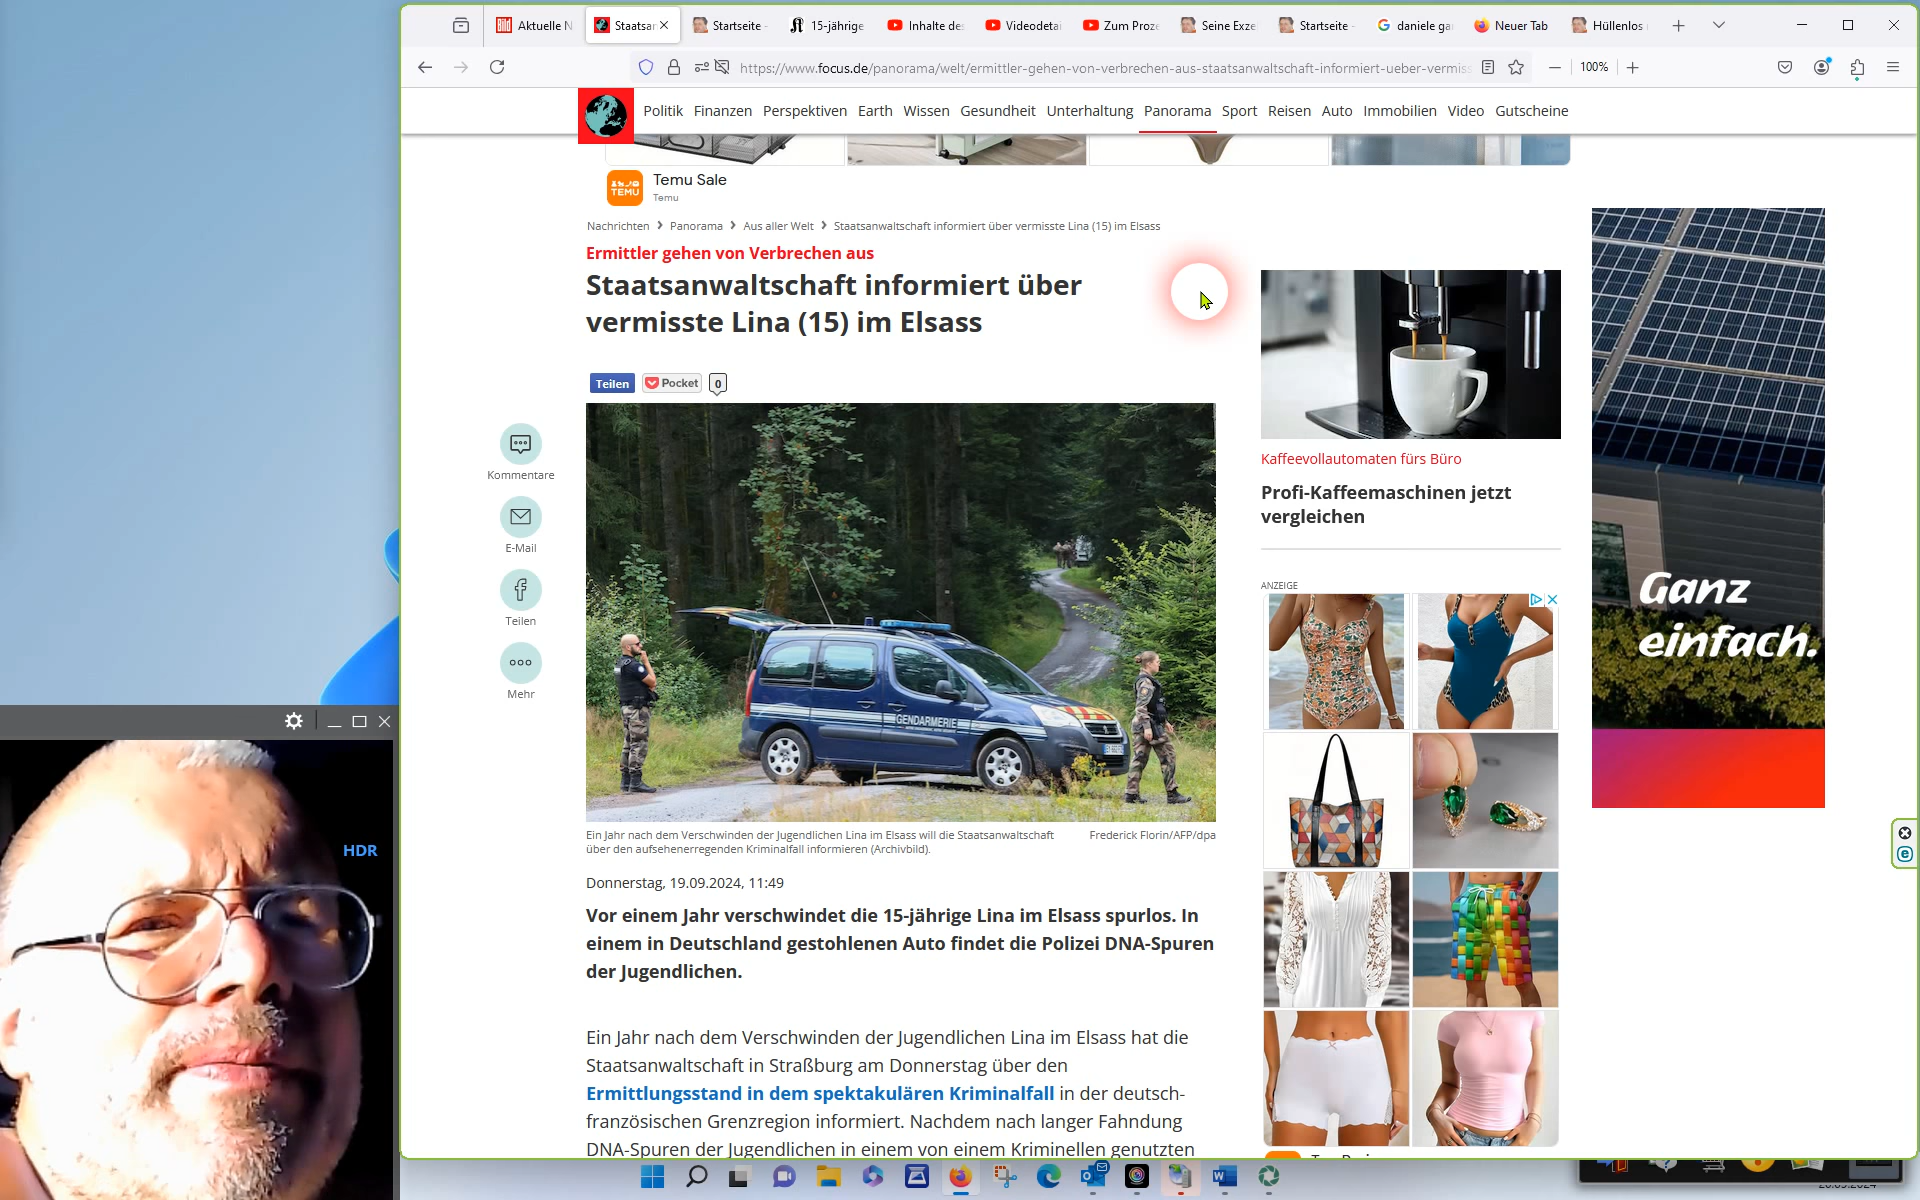 Aktuelle N
Staatsar
Startseite -
15-jährige
Inhalte de
Videodetai
Zum Proze
Seine Exze
Startseite -
daniele ga
Neuer Tab
Hüllenlos
https://www.focus.de/panorama/welt/ermittler-gehen-von-verbrechen-aus-staatsanwaltschaft-informiert-ueber-vermiss
100%
Politik Finanzen Perspektiven Earth Wissen Gesundheit Unterhaltung Panorama Sport Reisen Auto Immobilien Video Gutscheine
TEMU
Temu Sale
Temu
Nachrichten > Panorama > Aus aller Welt > Staatsanwaltschaft informiert über vermisste Lina (15) im Elsass
Ermittler gehen von Verbrechen aus
Staatsanwaltschaft informiert über
vermisste Lina (15) im Elsass
Teilen
Pocket
0
Kommentare
E-Mail
Teilen
Mehr
GENDARMERIE
Ein Jahr nach dem Verschwinden der Jugendlichen Lina im Elsass will die Staatsanwaltschaft
über den aufsehenerregenden Kriminalfall informieren (Archivbild).
Frederick Florin/AFP/dpa
Donnerstag, 19.09.2024, 11:49
Vor einem Jahr verschwindet die 15-jährige Lina im Elsass spurlos. In
einem in Deutschland gestohlenen Auto findet die Polizei DNA-Spuren
der Jugendlichen.
Ein Jahr nach dem Verschwinden der Jugendlichen Lina im Elsass hat die
Staatsanwaltschaft in Straßburg am Donnerstag über den
Ermittlungsstand in dem spektakulären Kriminalfall in der deutsch-
französischen Grenzregion informiert. Nachdem nach langer Fahndung
DNA-Spuren der Jugendlichen in einem von einem Kriminellen genutzten
Kaffeevollautomaten fürs Büro
Profi-Kaffeemaschinen jetzt
vergleichen
ANZEIGE
Ganz
einfach.
HDR